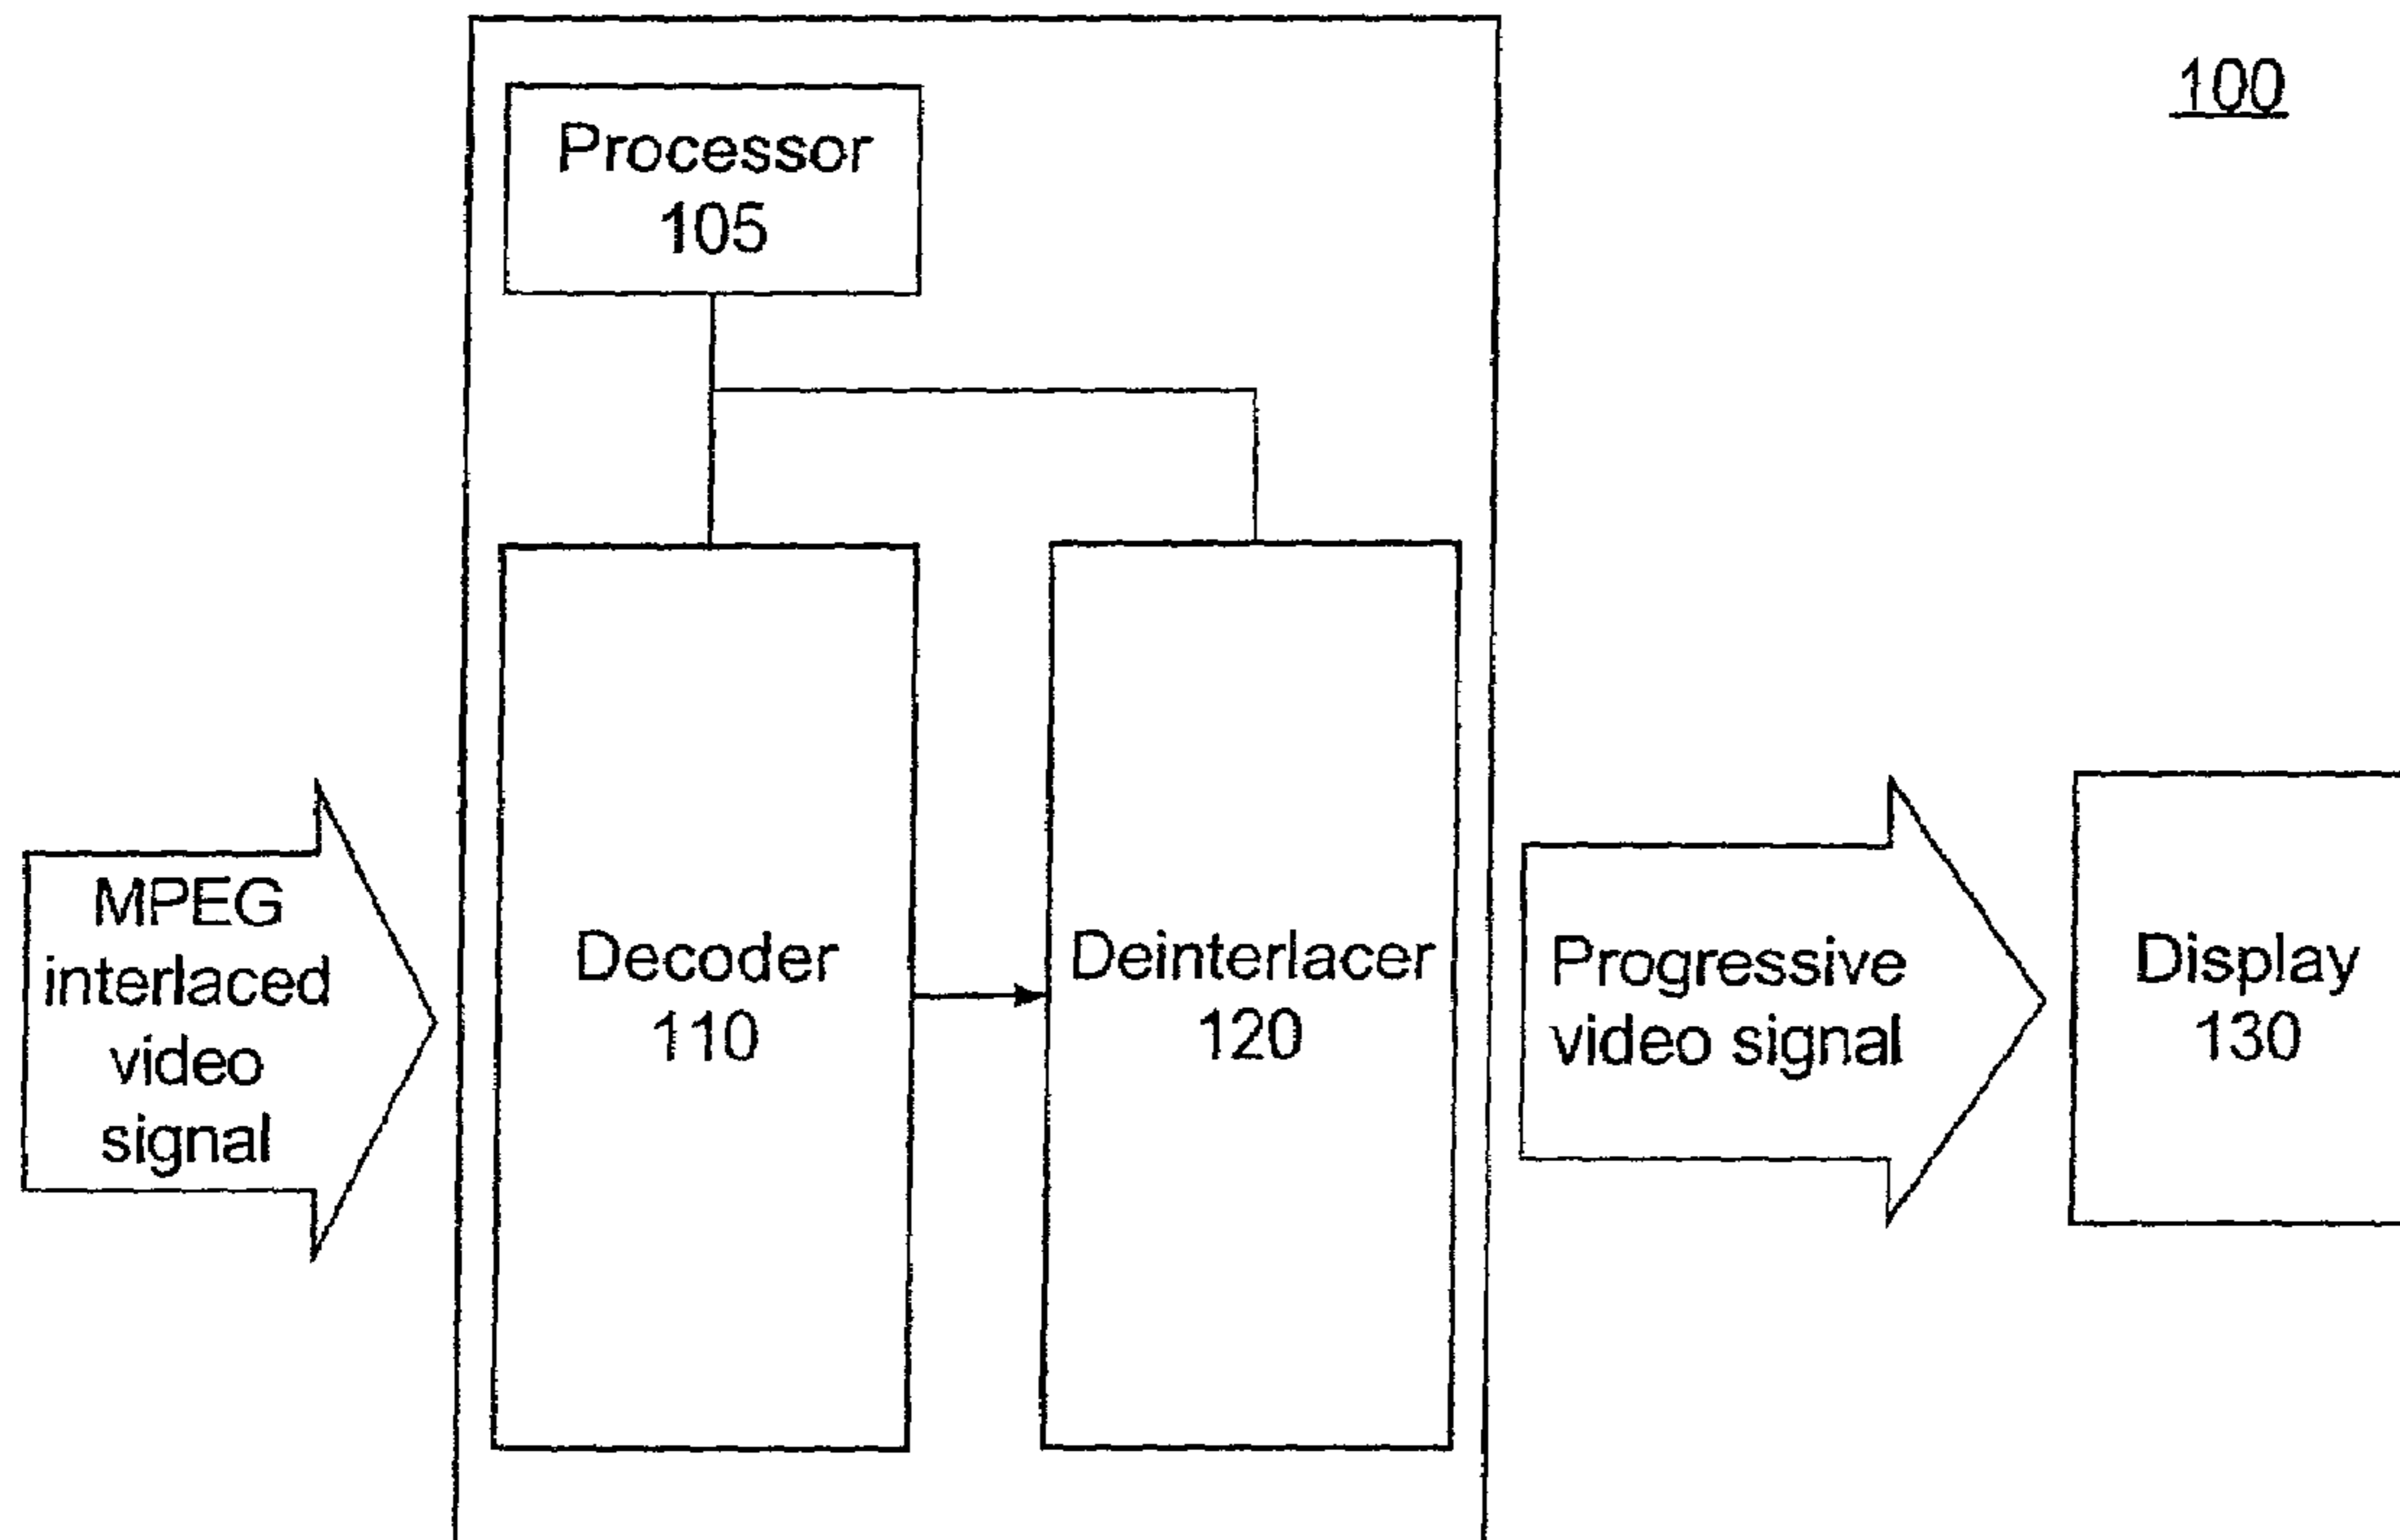 100
Processor
105
MPEG
interlaced
video
signal
Decoder
110
Deinterlacer
120
Progressive
video signal
Display
130